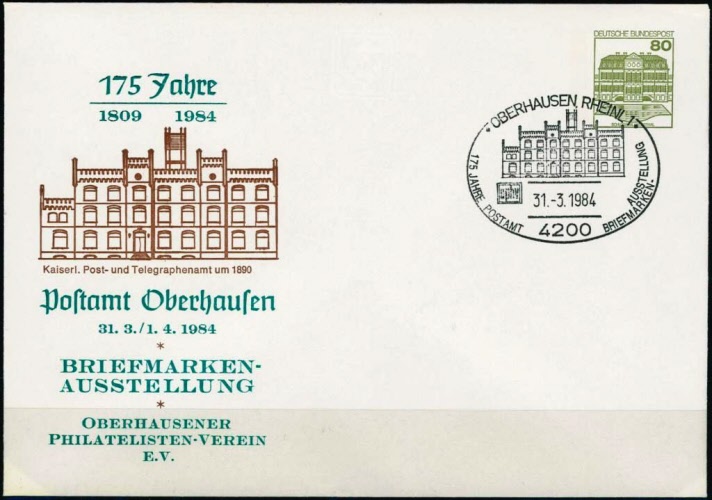 175 Jahre
1809 1984
Kaiserl. Post- und Telegraphenamt um 1890
Poſtamt Oberhauſen
31. 3./1. 4. 1984
*
BRIEFMARKEN-
AUSSTELLUNG
*
OBERHAUSENER
PHILATELISTEN-VEREIN
E.V.
DEUTSCHE BUNDESPOST
80
* OBERHAUSEN, RHEINL 1 *
175 JAHRE POSTAMT
BRIEFMARKEN-
AUSSTELLUNG
31.-3.1984
4200